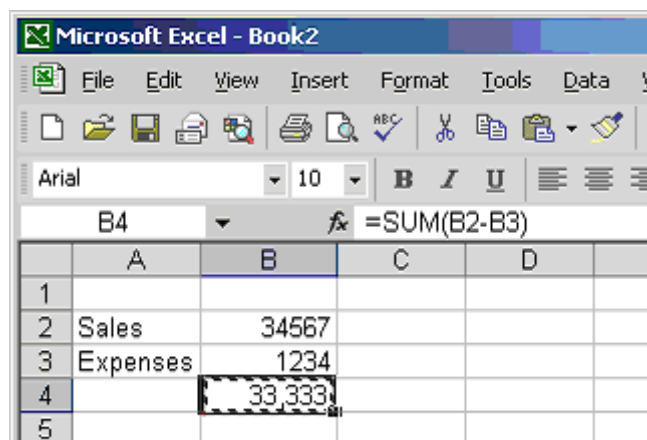 Microsoft Excel - Book2
File Edit View Insert Format Tools Data
ABC
Arial 10 B I U
B4 fx =SUM(B2-B3)
A B C D
1
2 Sales 34567
3 Expenses 1234
4 33,333
5